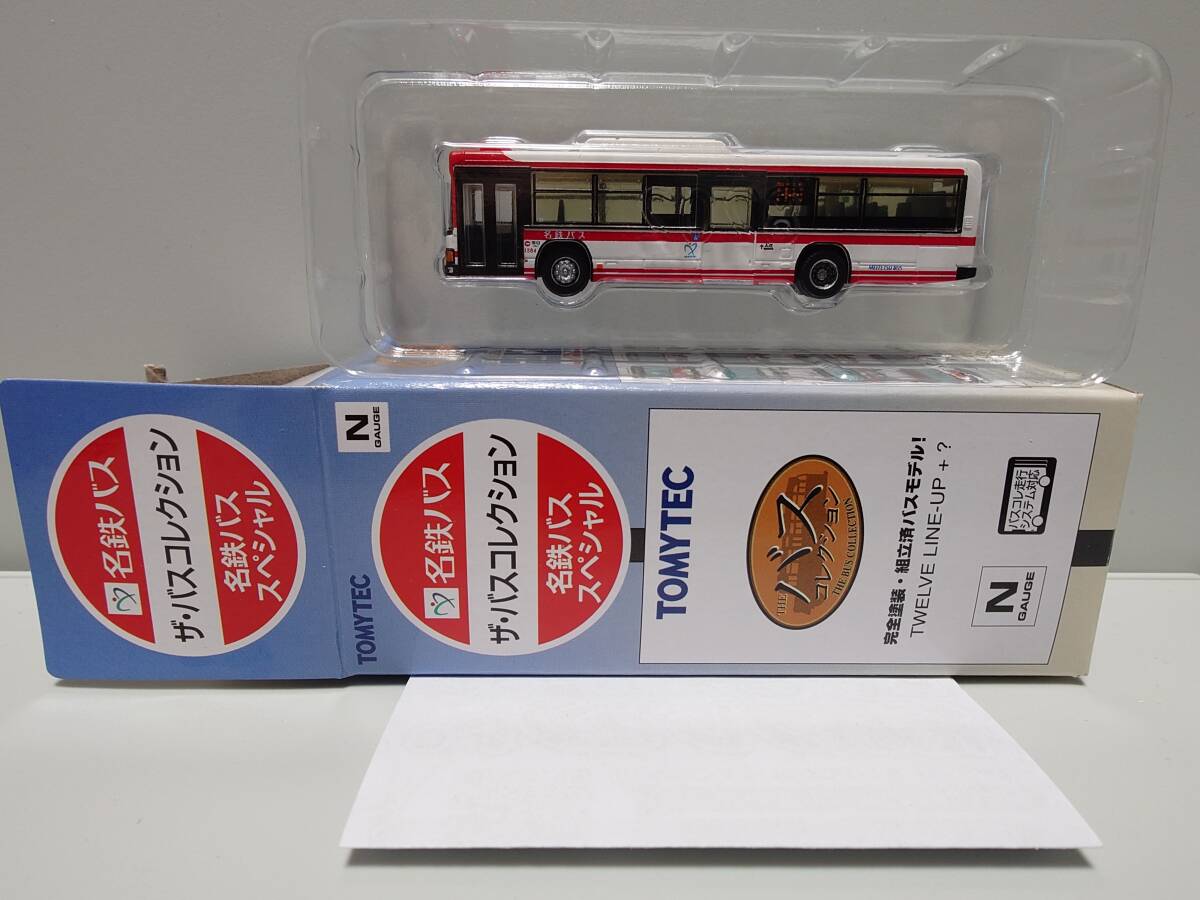 名鉄バス
1584
MEITETSU BUS
名鉄バス
ザ・バスコレクション
名鉄バス
スペシャル
N
GAUGE
TOMYTEC
名鉄バス
ザ・バスコレクション
名鉄バス
スペシャル
TOMYTEC
THE
バス
コレクション
THE BUS COLLECTION
完全塗装・組立済バスモデル!
TWELVE LINE-UP + ?
バスコレ走行
システム対応
N
GAUGE